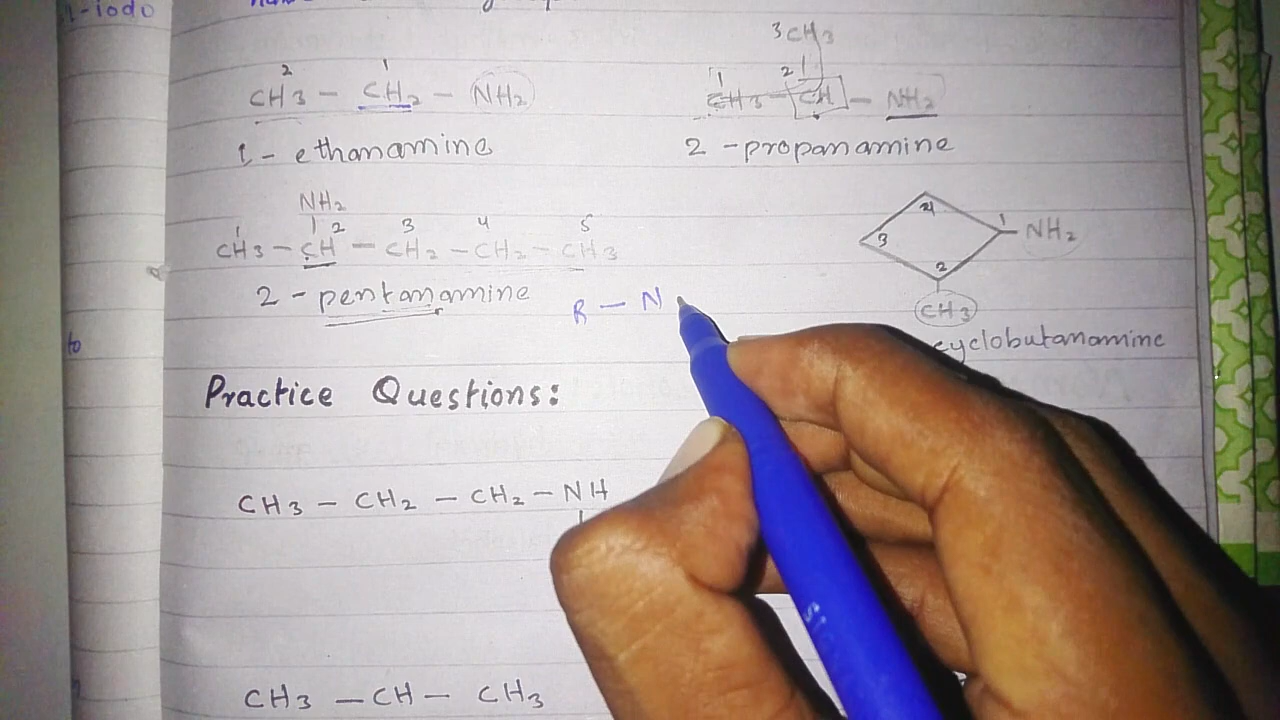 1-iodo
3CH3
2 1
CH3 - CH2 - NH2
1 2
CH3 - CH - NH2
1 - ethanamine
2 - propanamine
NH2
1 2 3 4 5
CH3 - CH - CH2 - CH2 - CH3
2 - pentanamine
4 1
3 NH2
2
CH3
cyclobutanamine
R - N
to
Practice Questions:
CH3 - CH2 - CH2 - NH
CH3 - CH - CH3